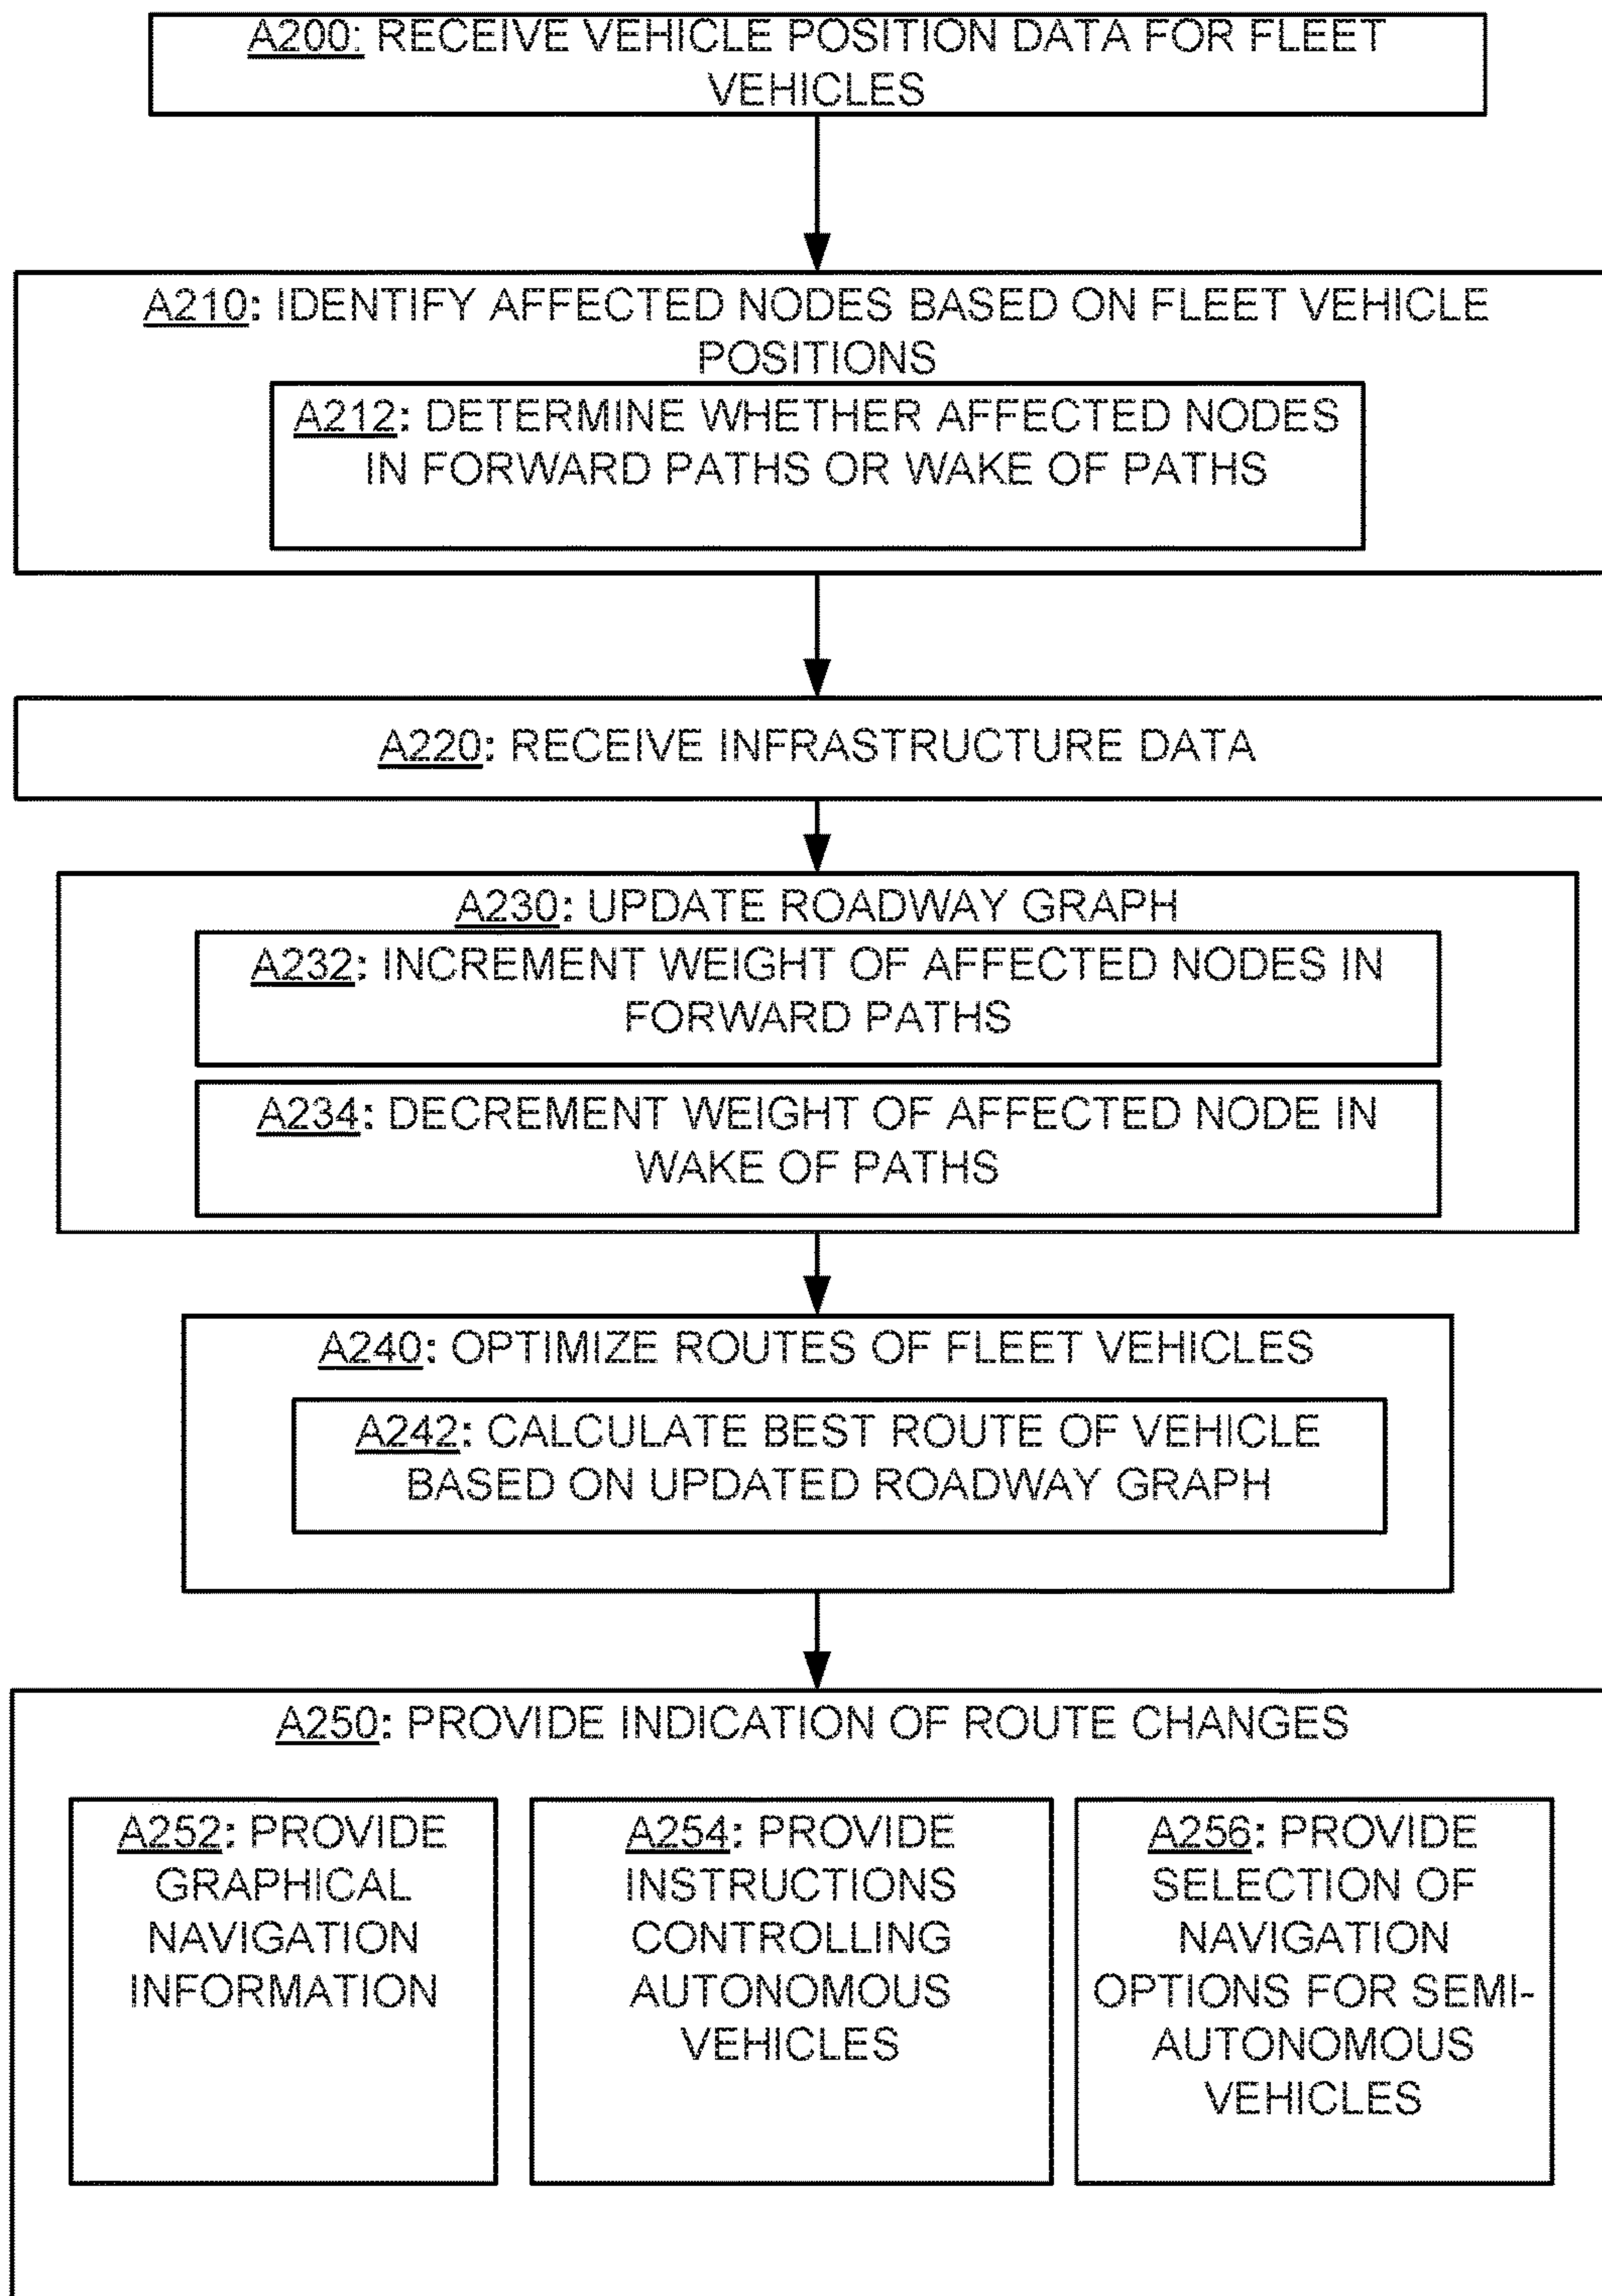 A200: RECEIVE VEHICLE POSITION DATA FOR FLEET
VEHICLES
A210: IDENTIFY AFFECTED NODES BASED ON FLEET VEHICLE
POSITIONS
A212: DETERMINE WHETHER AFFECTED NODES
IN FORWARD PATHS OR WAKE OF PATHS
A220: RECEIVE INFRASTRUCTURE DATA
A230: UPDATE ROADWAY GRAPH
A232: INCREMENT WEIGHT OF AFFECTED NODES IN
FORWARD PATHS
A234: DECREMENT WEIGHT OF AFFECTED NODE IN
WAKE OF PATHS
A240: OPTIMIZE ROUTES OF FLEET VEHICLES
A242: CALCULATE BEST ROUTE OF VEHICLE
BASED ON UPDATED ROADWAY GRAPH
A250: PROVIDE INDICATION OF ROUTE CHANGES
A252: PROVIDE
GRAPHICAL
NAVIGATION
INFORMATION
A254: PROVIDE
INSTRUCTIONS
CONTROLLING
AUTONOMOUS
VEHICLES
A256: PROVIDE
SELECTION OF
NAVIGATION
OPTIONS FOR SEMI-
AUTONOMOUS
VEHICLES